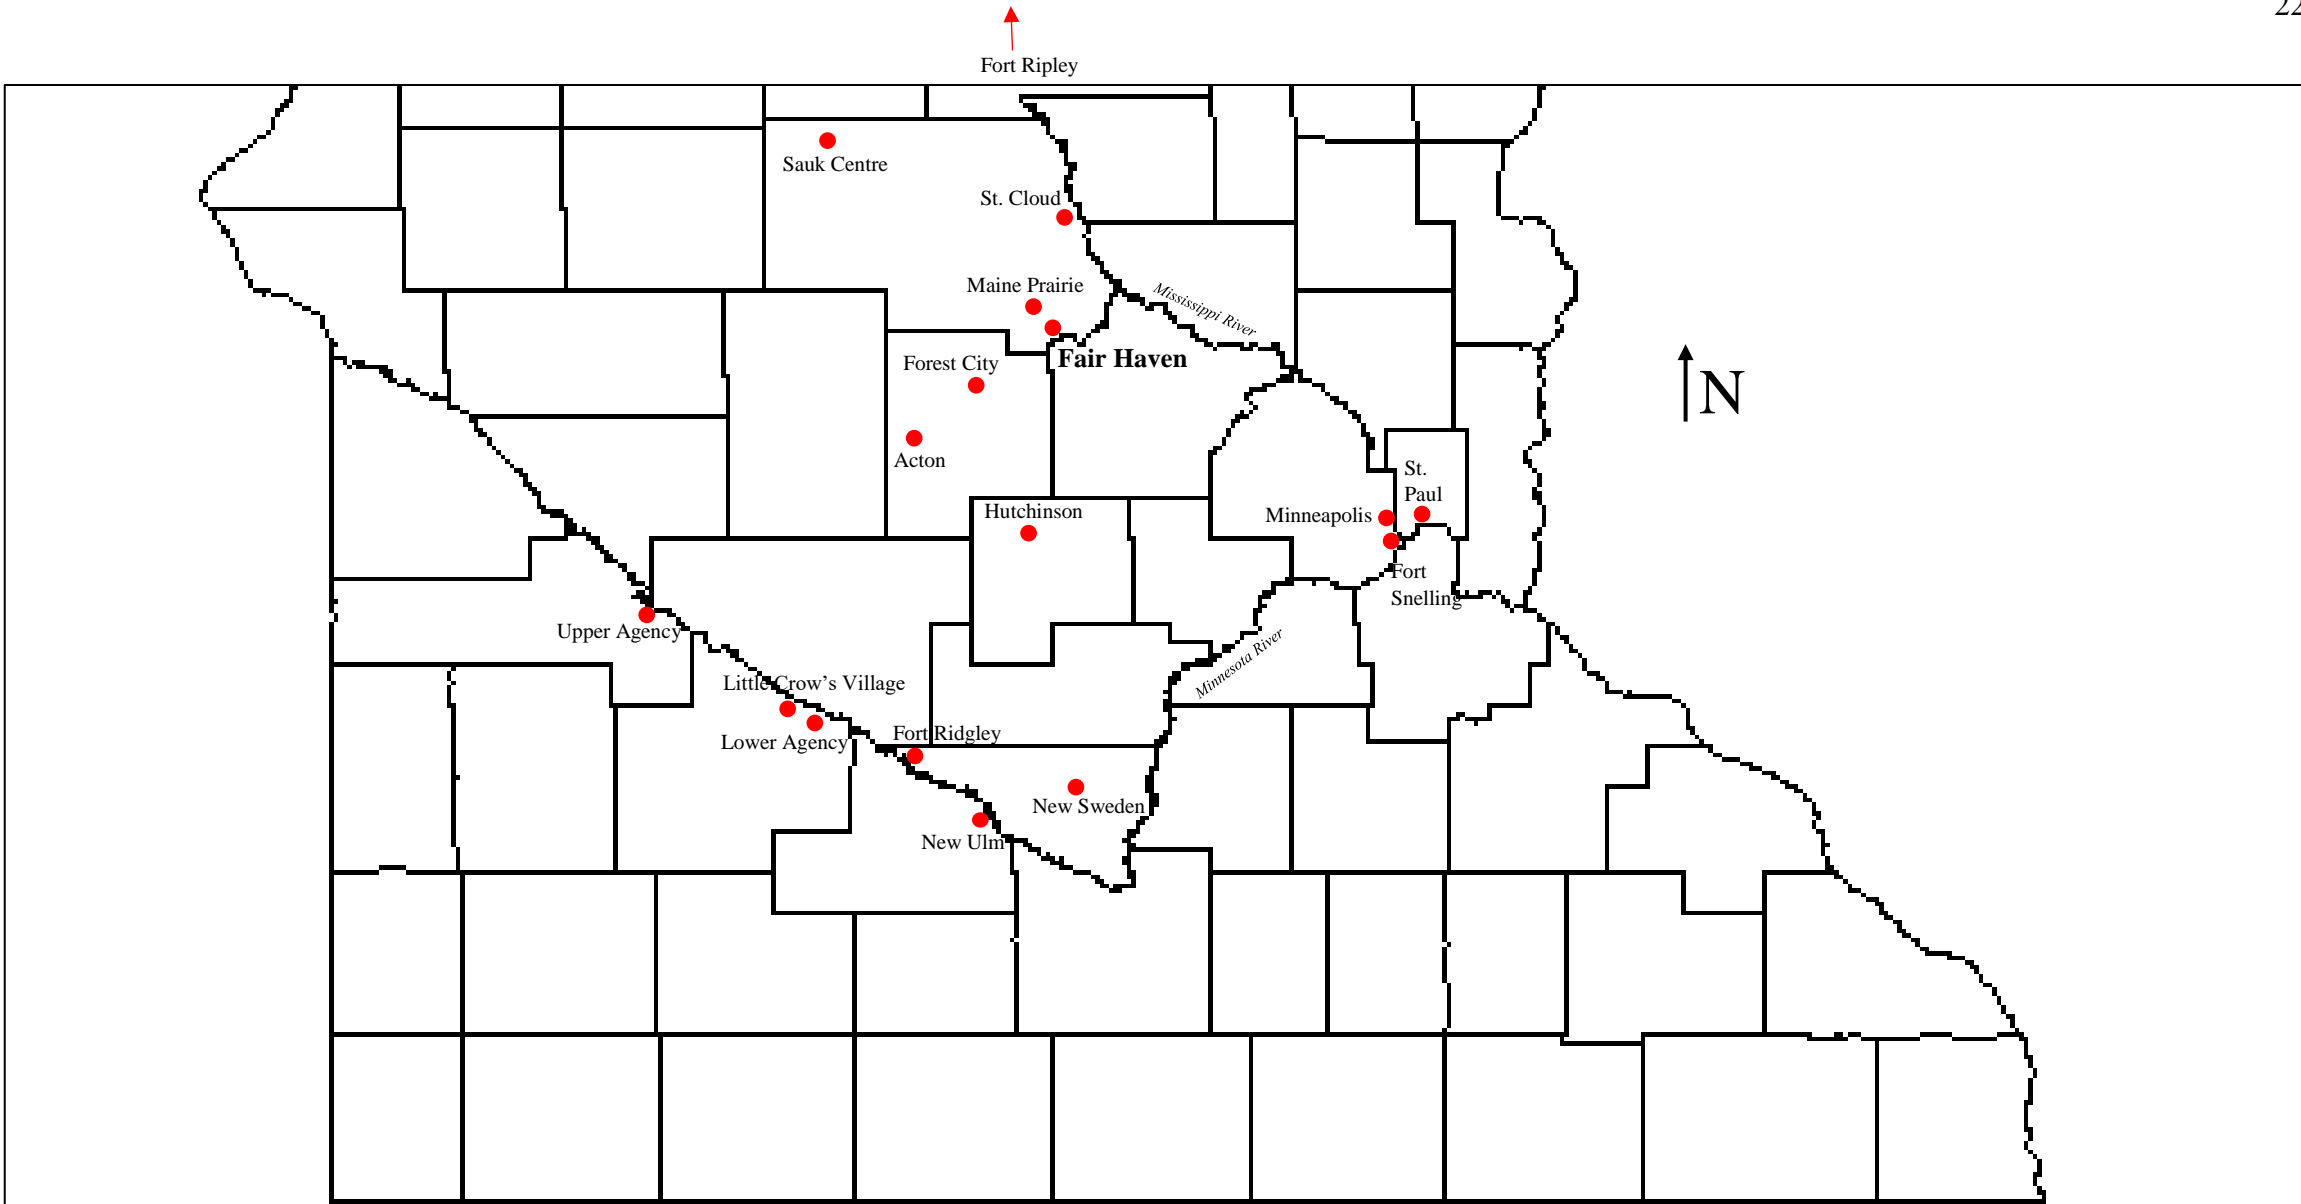 22
Fort Ripley
Sauk Centre
St. Cloud
Maine Prairie
Mississippi River
Fair Haven
Forest City
N
Acton
St.
Paul
Hutchinson
Minneapolis
Fort
Snelling
Upper Agency
Minnesota River
Little Crow’s Village
Lower Agency
Fort Ridgley
New Sweden
New Ulm